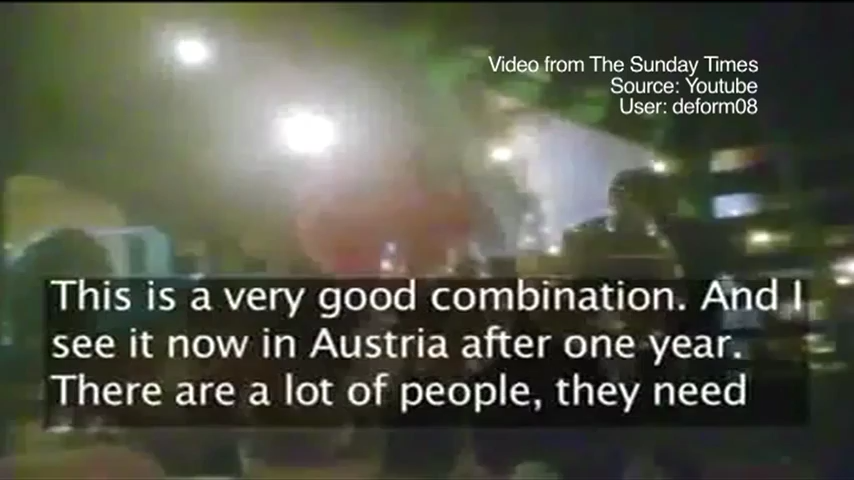 Video from The Sunday Times
Source: Youtube
User: deform08
This is a very good combination. And I
see it now in Austria after one year.
There are a lot of people, they need